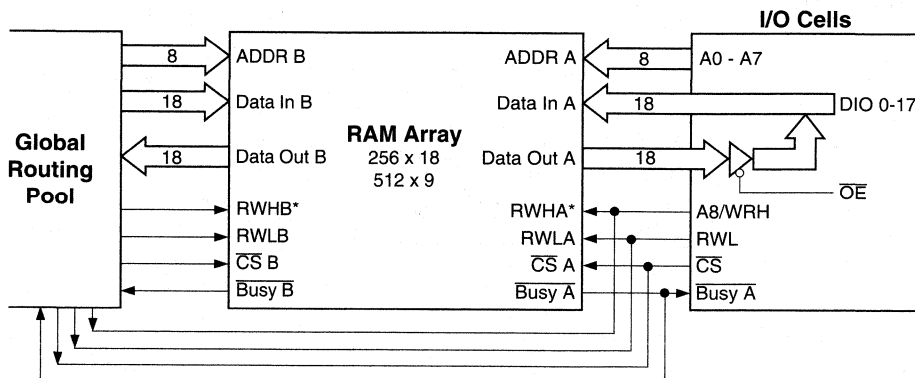 I/O Cells
Global
Routing
Pool
8
18
18
ADDR B
Data In B
Data Out B
RWHB*
RWLB
CS B
Busy B
RAM Array
256 x 18
512 x 9
ADDR A
Data In A
Data Out A
RWHA*
RWLA
CS A
Busy A
8
18
18
A0 - A7
DIO 0-17
OE
A8/WRH
RWL
CS
Busy A